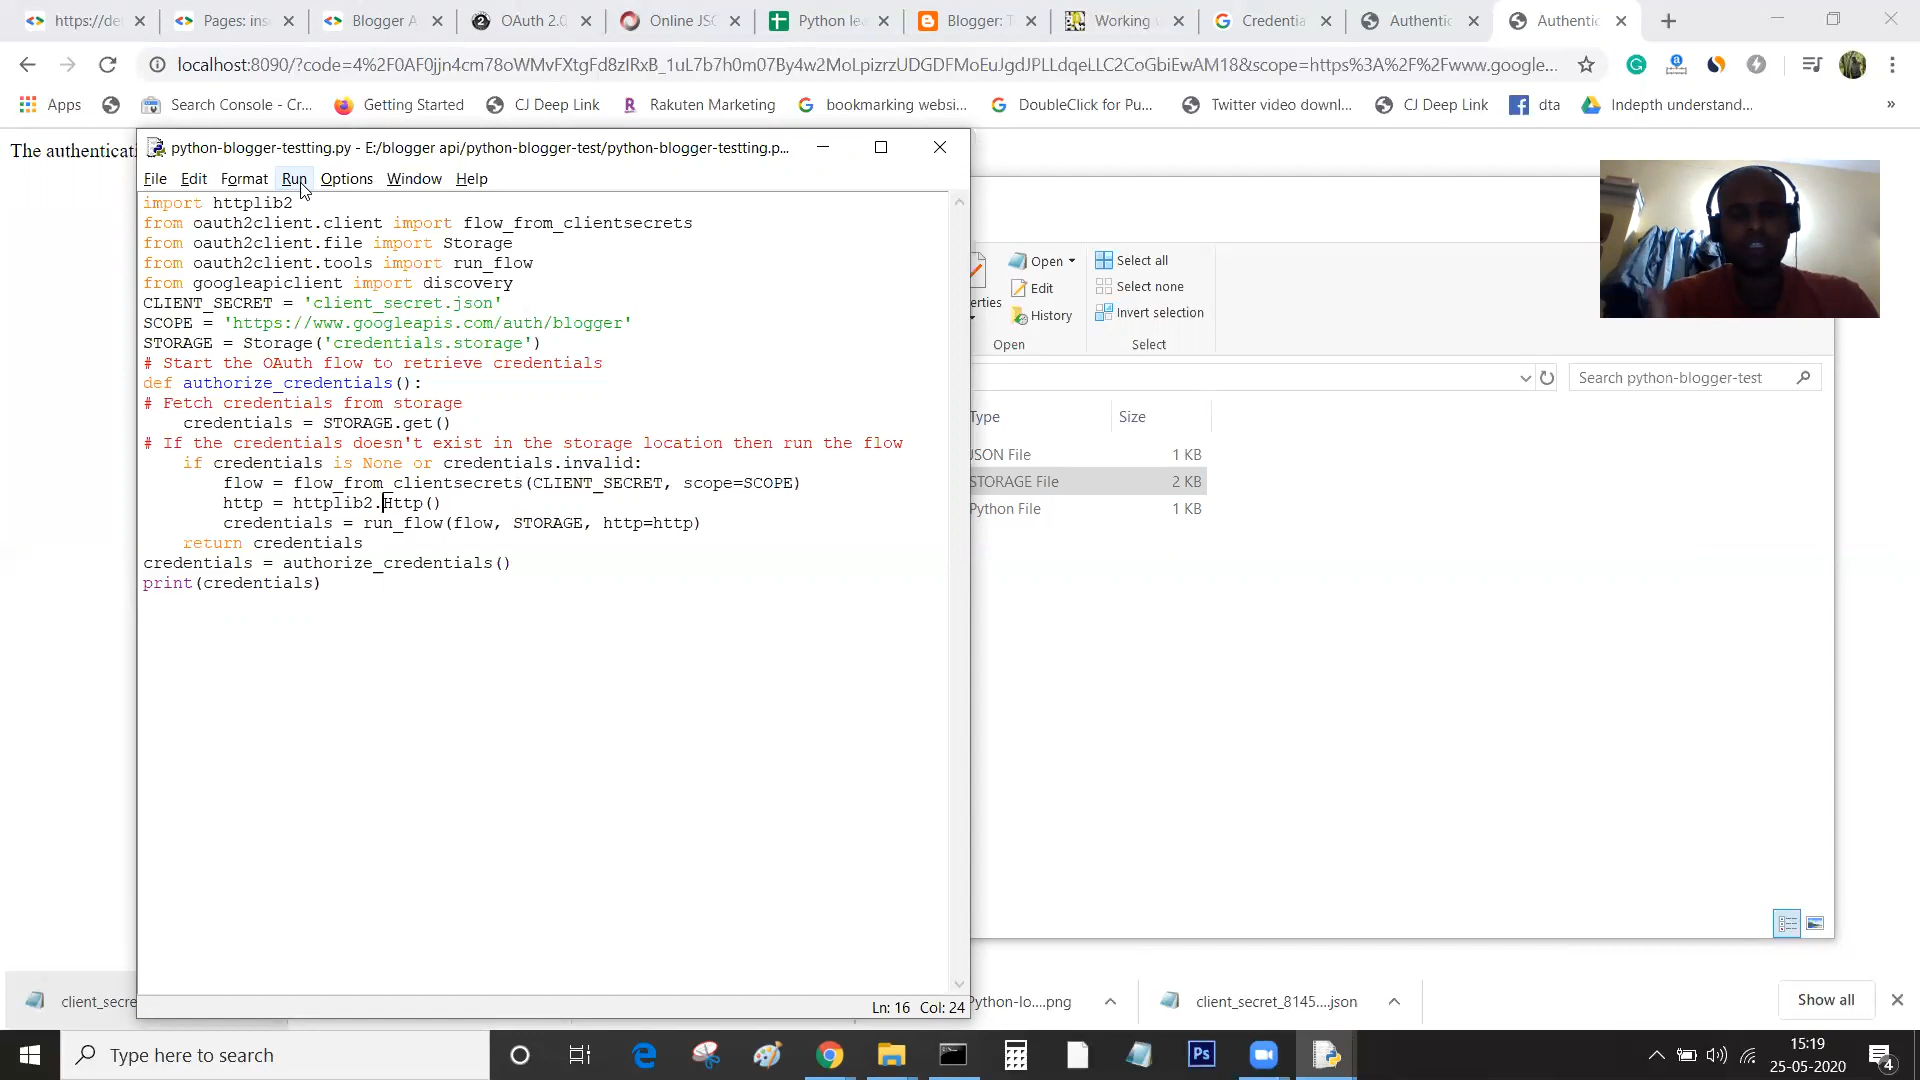 https://de
Pages: ins
Blogger A
OAuth 2.0
Online JSO
Python lea
Blogger: T
Working
Credentia
Authentic
Authentic
localhost:8090/?code=4%2F0AF0jjn4cm78oWMvFXtgFd8zIRxB_1uL7b7h0m07By4w2MoLpizrzUDGDFMoEuJgdJPLLdqeLLC2CoGbiEwAM18&scope=https%3A%2F%2Fwww.google...
Apps
Search Console - Cr...
Getting Started
CJ Deep Link
Rakuten Marketing
bookmarking websi...
DoubleClick for Pu...
Twitter video downl...
CJ Deep Link
dta
Indepth understand...
»
The authenticati
python-blogger-testting.py - E:/blogger api/python-blogger-test/python-blogger-testting.p...
File Edit Format Run Options Window Help
import httplib2
from oauth2client.client import flow_from_clientsecrets
from oauth2client.file import Storage
from oauth2client.tools import run_flow
from googleapiclient import discovery
CLIENT_SECRET = 'client_secret.json'
SCOPE = 'https://www.googleapis.com/auth/blogger'
STORAGE = Storage('credentials.storage')
# Start the OAuth flow to retrieve credentials
def authorize_credentials():
# Fetch credentials from storage
    credentials = STORAGE.get()
# If the credentials doesn't exist in the storage location then run the flow
    if credentials is None or credentials.invalid:
        flow = flow_from_clientsecrets(CLIENT_SECRET, scope=SCOPE)
        http = httplib2.Http()
        credentials = run_flow(flow, STORAGE, http=http)
    return credentials
credentials = authorize_credentials()
print(credentials)
Ln: 16 Col: 24
erties
Open
Edit
History
Open
Select all
Select none
Invert selection
Select
Search python-blogger-test
Type Size
JSON File 1 KB
STORAGE File 2 KB
Python File 1 KB
client_secre
Python-lo....png
client_secret_8145....json
Show all
Type here to search
Ps
15:19
25-05-2020
4